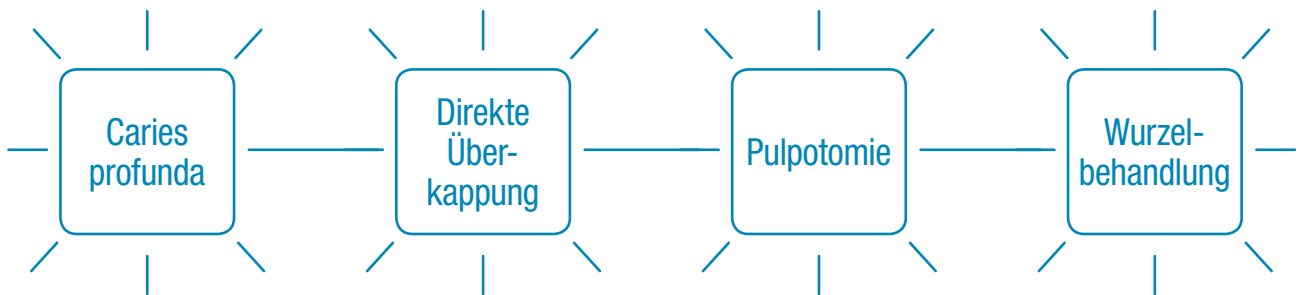 Caries
profunda
Direkte
Über-
kappung
Pulpotomie
Wurzel-
behandlung